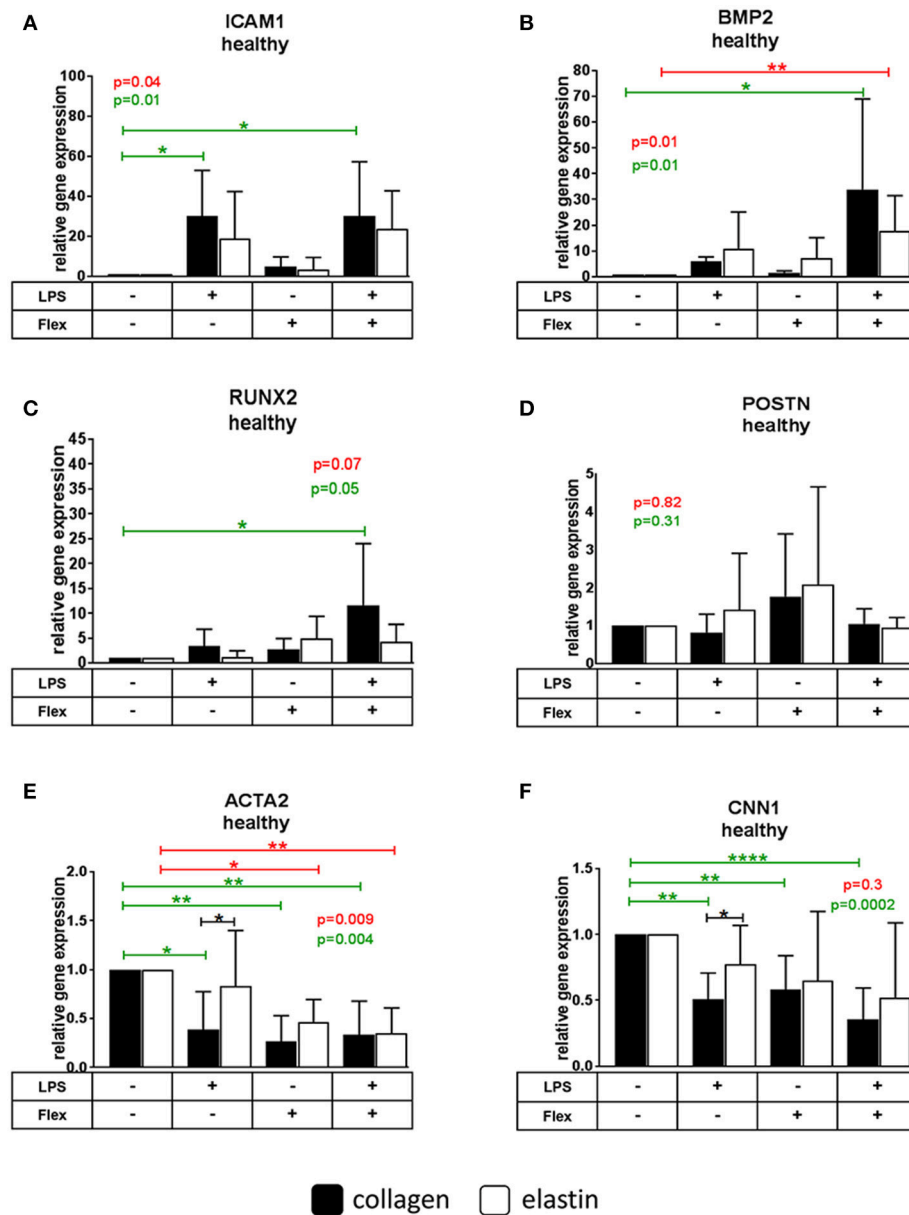 A
ICAM1
healthy
relative gene expression
100
80
60
40
20
0
p=0.04
p=0.01
*
*
LPS - + - +
Flex - - + +
B
BMP2
healthy
relative gene expression
80
70
60
50
40
30
20
10
0
**
*
p=0.01
p=0.01
LPS - + - +
Flex - - + +
C
RUNX2
healthy
relative gene expression
45
40
35
30
25
20
15
10
5
0
p=0.07
p=0.05
*
LPS - + - +
Flex - - + +
D
POSTN
healthy
relative gene expression
5
4
3
2
1
0
p=0.82
p=0.31
LPS - + - +
Flex - - + +
E
ACTA2
healthy
relative gene expression
2.0
1.5
1.0
0.5
0.0
**
*
**
**
*
*
p=0.009
p=0.004
LPS - + - +
Flex - - + +
F
CNN1
healthy
relative gene expression
1.5
1.0
0.5
0.0
****
**
**
*
p=0.3
p=0.0002
LPS - + - +
Flex - - + +
collagen elastin